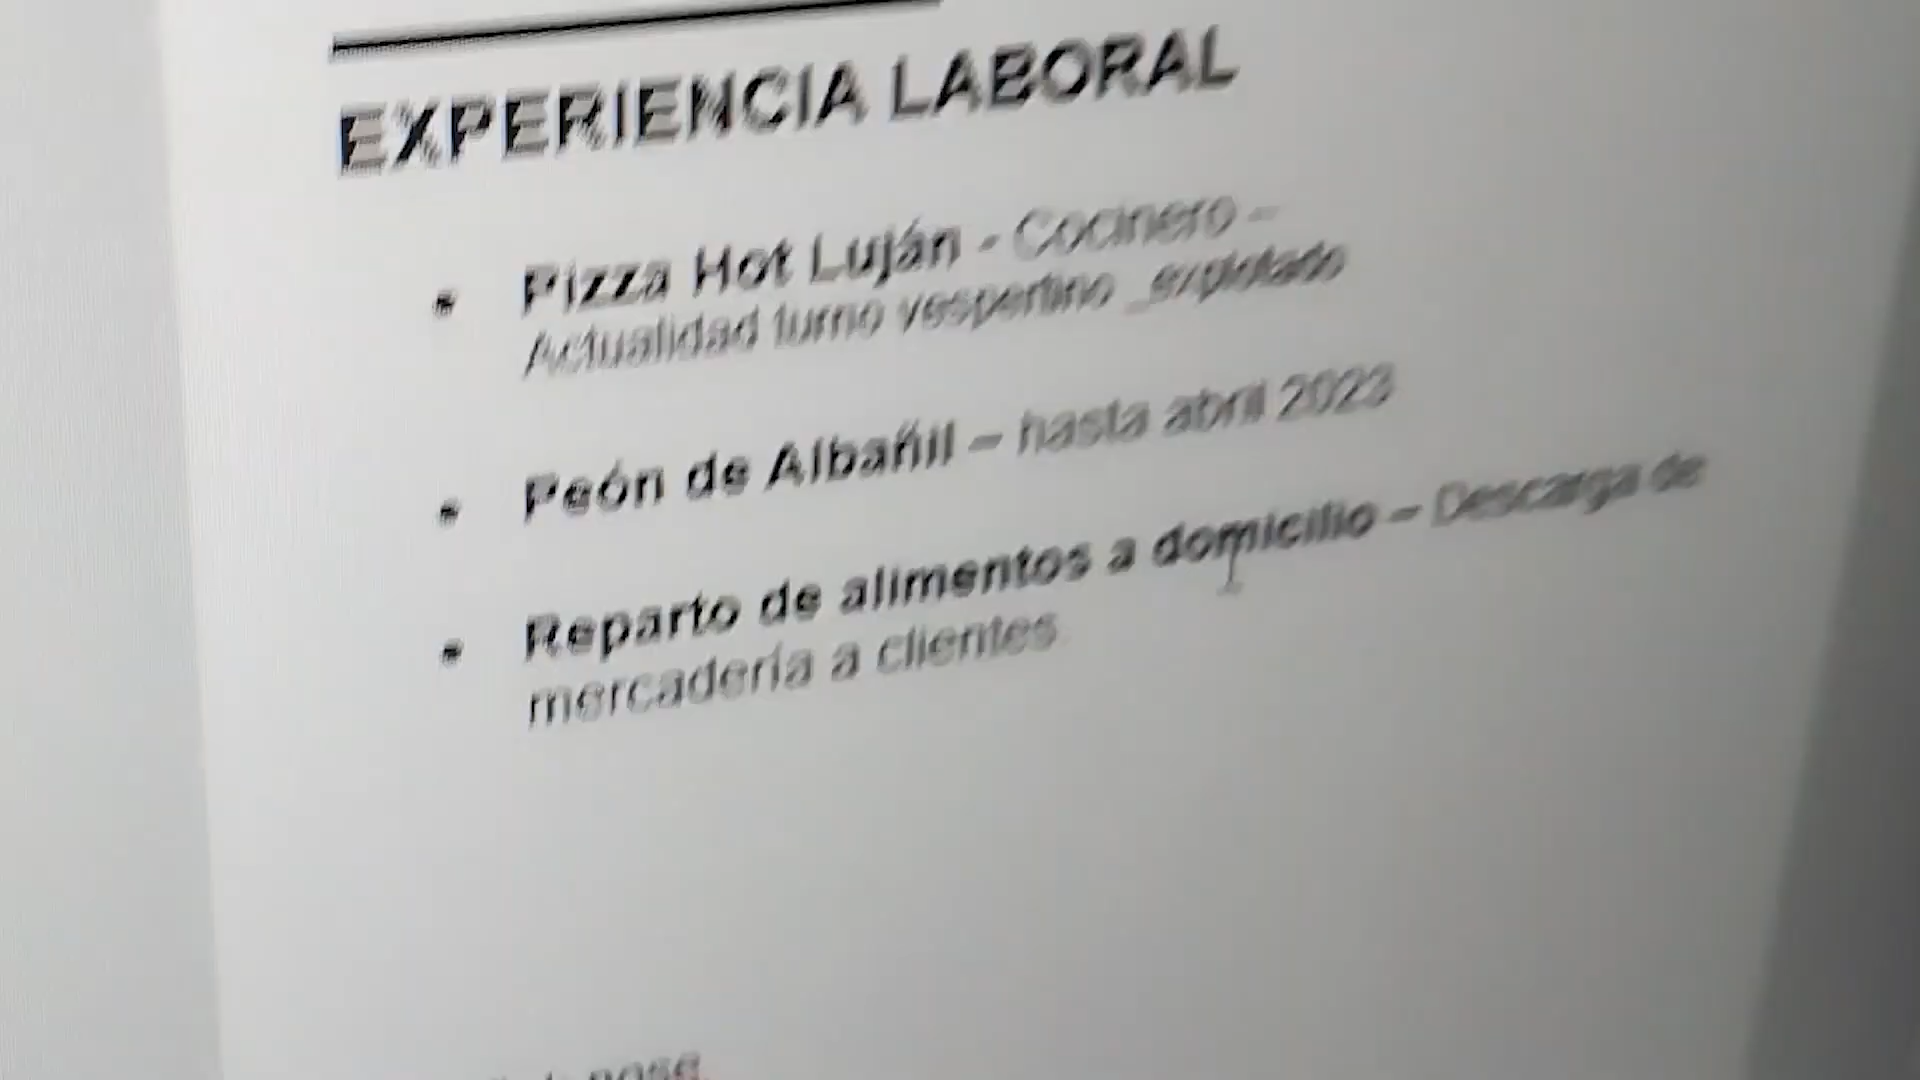 EXPERIENCIA LABORAL
• Pizza Hot Luján - Cocinero –
Actualidad turno vespertino _explotado
• Peón de Albañil – hasta abril 2023
• Reparto de alimentos a domicilio – Descarga de
mercadería a clientes